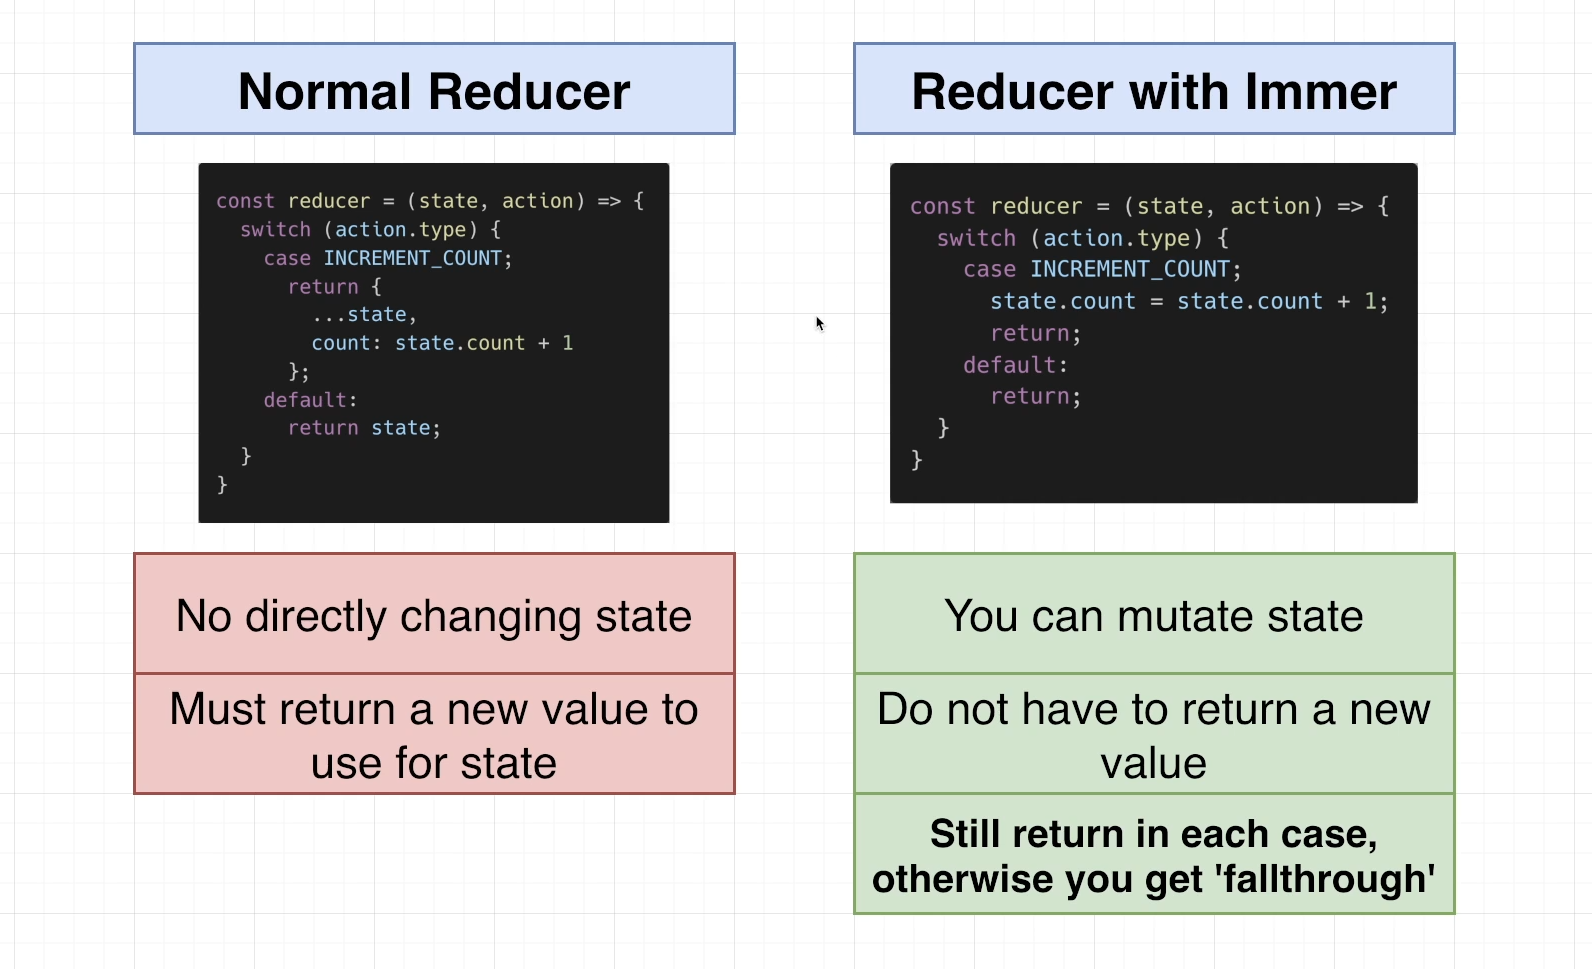 Normal Reducer
const reducer = (state, action) => {
  switch (action.type) {
    case INCREMENT_COUNT;
      return {
        ...state,
        count: state.count + 1
      };
    default:
      return state;
  }
}
No directly changing state
Must return a new value to
use for state
Reducer with Immer
const reducer = (state, action) => {
  switch (action.type) {
    case INCREMENT_COUNT;
      state.count = state.count + 1;
      return;
    default:
      return;
  }
}
You can mutate state
Do not have to return a new
value
Still return in each case,
otherwise you get 'fallthrough'